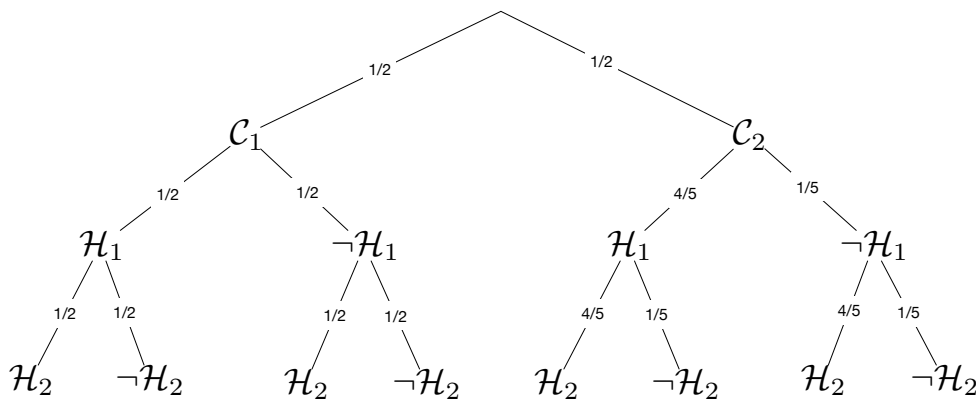 1/2 1/2
𝒞₁ 𝒞₂
1/2 1/2 4/5 1/5
ℋ₁ ¬ℋ₁ ℋ₁ ¬ℋ₁
1/2 1/2 1/2 1/2 4/5 1/5 4/5 1/5
ℋ₂ ¬ℋ₂ ℋ₂ ¬ℋ₂ ℋ₂ ¬ℋ₂ ℋ₂ ¬ℋ₂